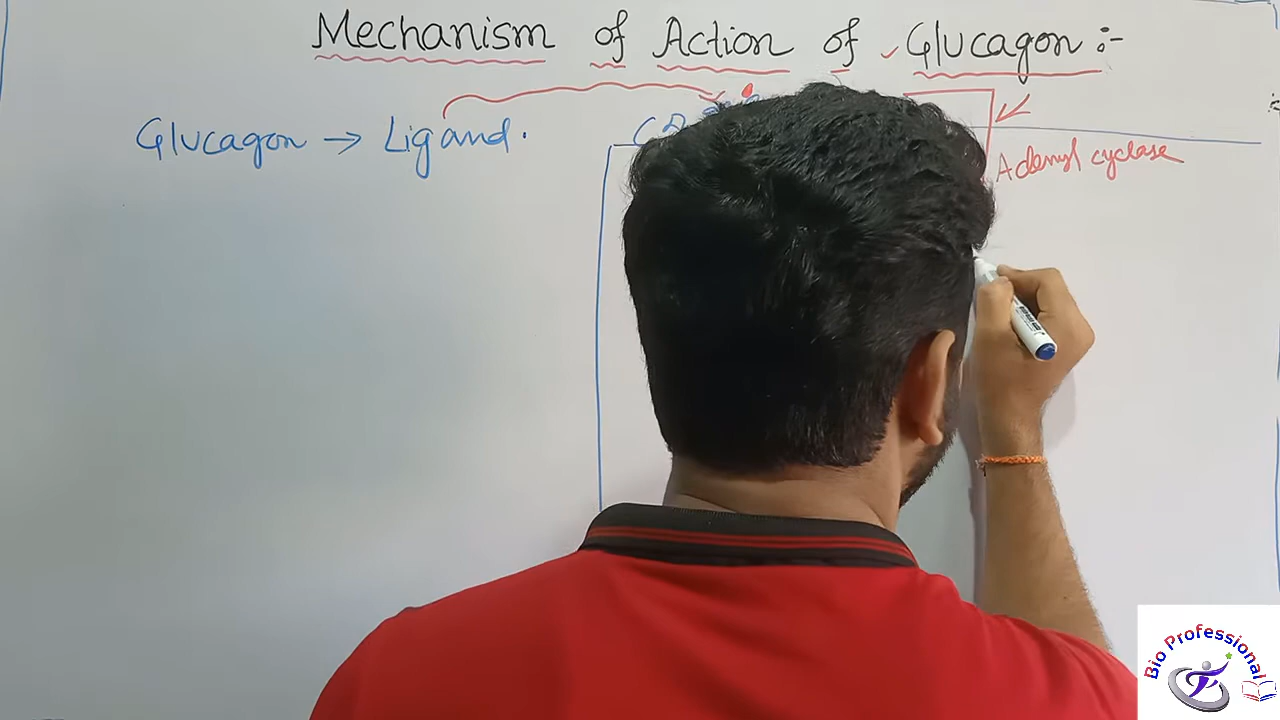 Mechanism of Action of Glucagon :-
Glucagon → Ligand.
Adenyl cyclase
Bio Professional